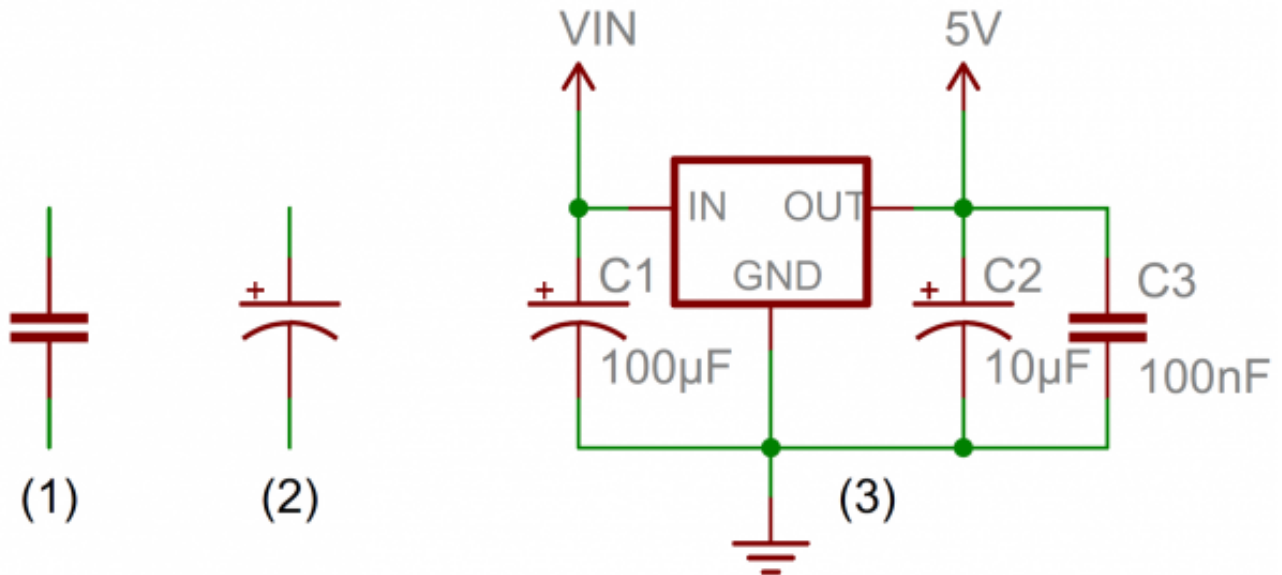 VIN
5V
IN
OUT
GND
+
C1
100µF
+
C2
10µF
C3
100nF
+
(1)
(2)
(3)